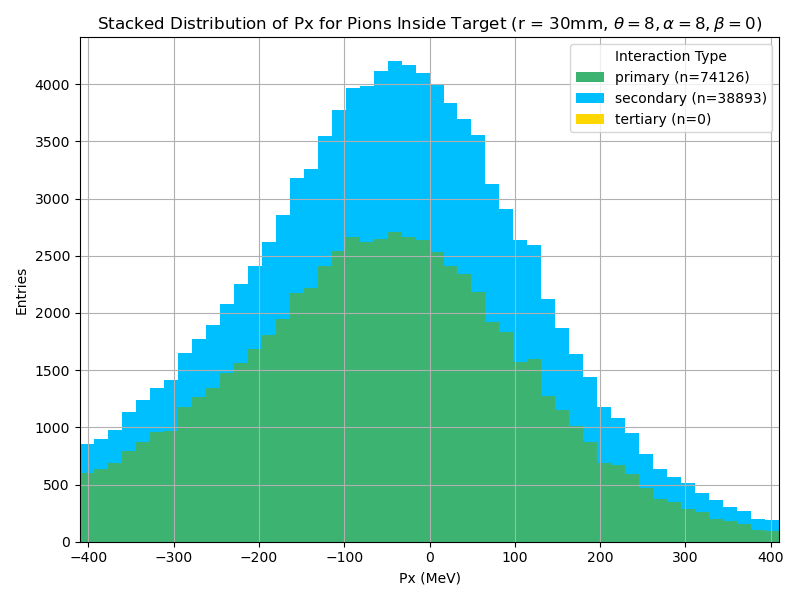 Stacked Distribution of Px for Pions Inside Target (r = 30mm, θ = 8, α = 8, β = 0)
Interaction Type
primary (n=74126)
secondary (n=38893)
tertiary (n=0)
4000
3500
3000
2500
2000
1500
1000
500
0
Entries
−400 −300 −200 −100 0 100 200 300 400
Px (MeV)